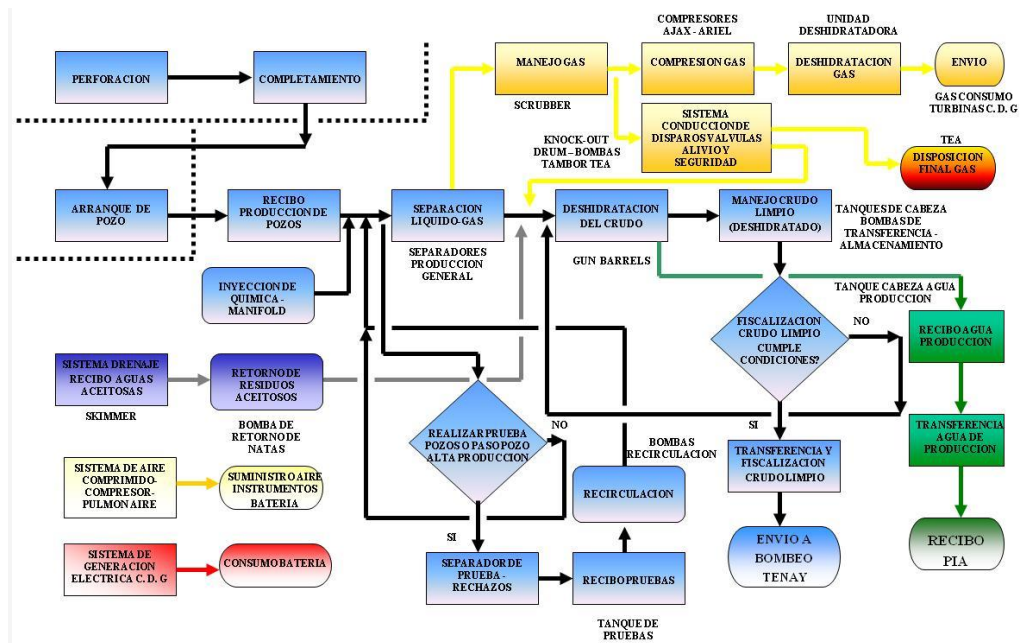 COMPRESORES
AJAX - ARIEL
UNIDAD
DESHIDRATADORA
PERFORACION
COMPLETAMIENTO
MANEJO GAS
COMPRESION GAS
DESHIDRATACION
GAS
ENVIO
SCRUBBER
GAS CONSUMO
TURBINAS C. D. G
SISTEMA
CONDUCCION DE
DISPAROS VALVULAS
ALIVIO Y
SEGURIDAD
KNOCK-OUT
DRUM – BOMBAS
TAMBOR TEA
TEA
DISPOSICION
FINAL GAS
ARRANQUE DE
POZO
RECIBO
PRODUCCION DE
POZOS
SEPARACION
LIQUIDO-GAS
DESHIDRATACION
DEL CRUDO
MANEJO CRUDO
LIMPIO
(DESHIDRATADO)
TANQUES DE CABEZA
BOMBAS DE
TRANSFERENCIA -
ALMACENAMIENTO
SEPARADORES
PRODUCCION
GENERAL
GUN BARRELS
INYECCION DE
QUIMICA -
MANIFOLD
TANQUE CABEZA AGUA
PRODUCCION
FISCALIZACION
CRUDO LIMPIO
CUMPLE
CONDICIONES?
NO
RECIBO AGUA
PRODUCCION
SISTEMA DRENAJE
RECIBO AGUAS
ACEITOSAS
RETORNO DE
RESIDUOS
ACEITOSOS
SKIMMER
BOMBA DE
RETORNO DE
NATAS
REALIZAR PRUEBA
POZOS O PASO POZO
ALTA PRODUCCION
NO
SI
BOMBAS
RECIRCULACION
TRANSFERENCIA Y
FISCALIZACION
CRUDO LIMPIO
TRANSFERENCIA
AGUA DE
PRODUCCION
SISTEMA DE AIRE
COMPRIMIDO-
COMPRESOR-
PULMON AIRE
SUMINISTRO AIRE
INSTRUMENTOS
BATERIA
RECIRCULACION
SI
SISTEMA DE
GENERACION
ELECTRICA C. D. G
CONSUMO BATERIA
SEPARADOR DE
PRUEBA -
RECHAZOS
RECIBO PRUEBAS
ENVIO A
BOMBEO
TENAY
RECIBO
PIA
TANQUE DE
PRUEBAS